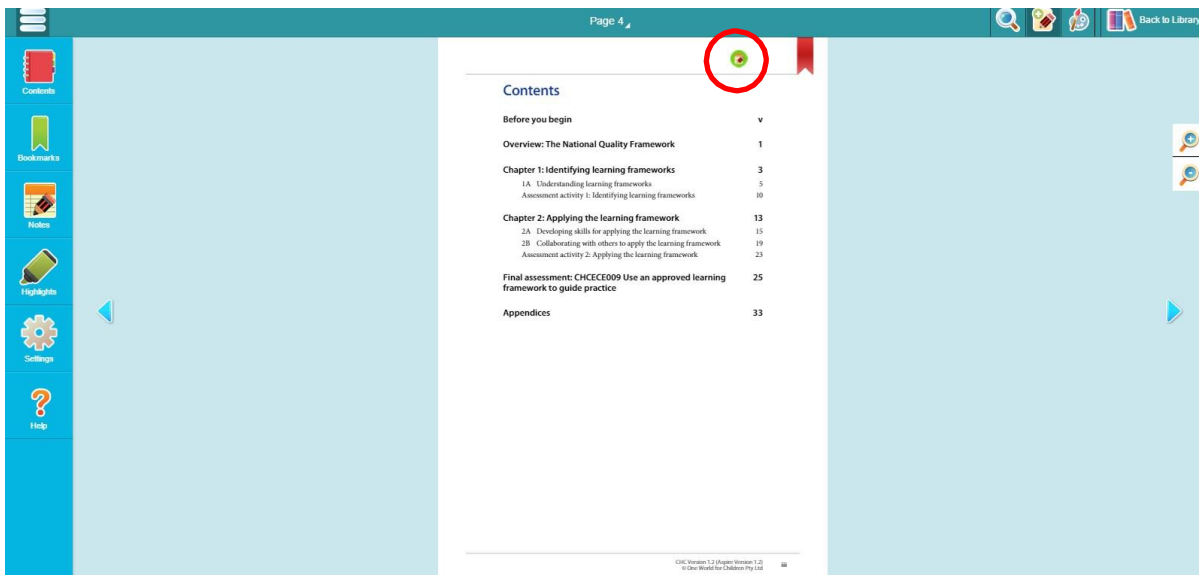 Page 4
Back to Library
Contents
Bookmarks
Notes
Highlights
Settings
Help
Contents
Before you begin v
Overview: The National Quality Framework 1
Chapter 1: Identifying learning frameworks 3
1A Understanding learning frameworks 5
Assessment activity 1: Identifying learning frameworks 10
Chapter 2: Applying the learning framework 13
2A Developing skills for applying the learning framework 15
2B Collaborating with others to apply the learning framework 19
Assessment activity 2: Applying the learning framework 23
Final assessment: CHCECE009 Use an approved learning 25
framework to guide practice
Appendices 33
CHC Version 1.2 (Aspire Version 1.2)
© One World for Children Pty Ltd iii